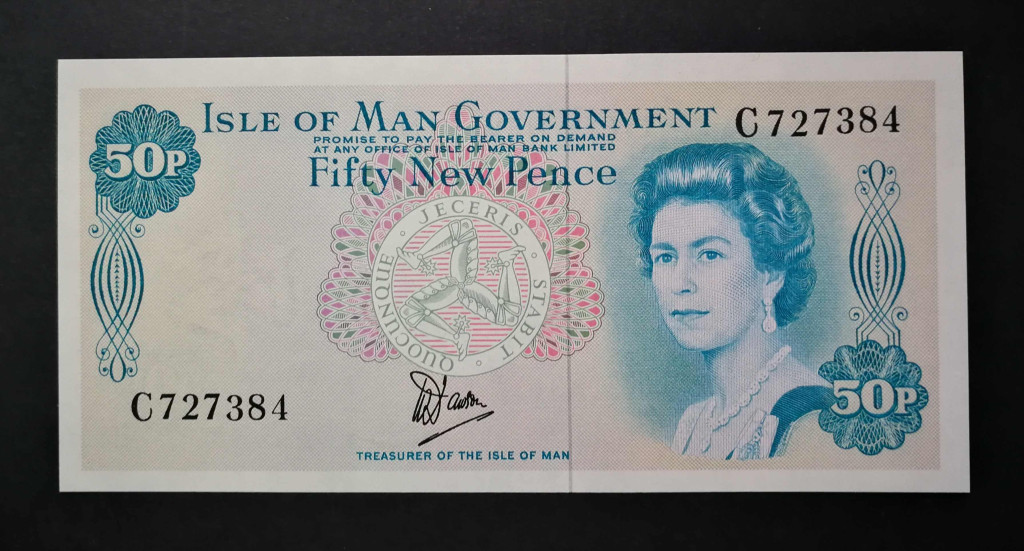 ISLE OF MAN GOVERNMENT
C727384
PROMISE TO PAY THE BEARER ON DEMAND
AT ANY OFFICE OF ISLE OF MAN BANK LIMITED
50P
Fifty New Pence
QUOCUNQUE · JECERIS · STABIT ·
50P
C727384
TREASURER OF THE ISLE OF MAN